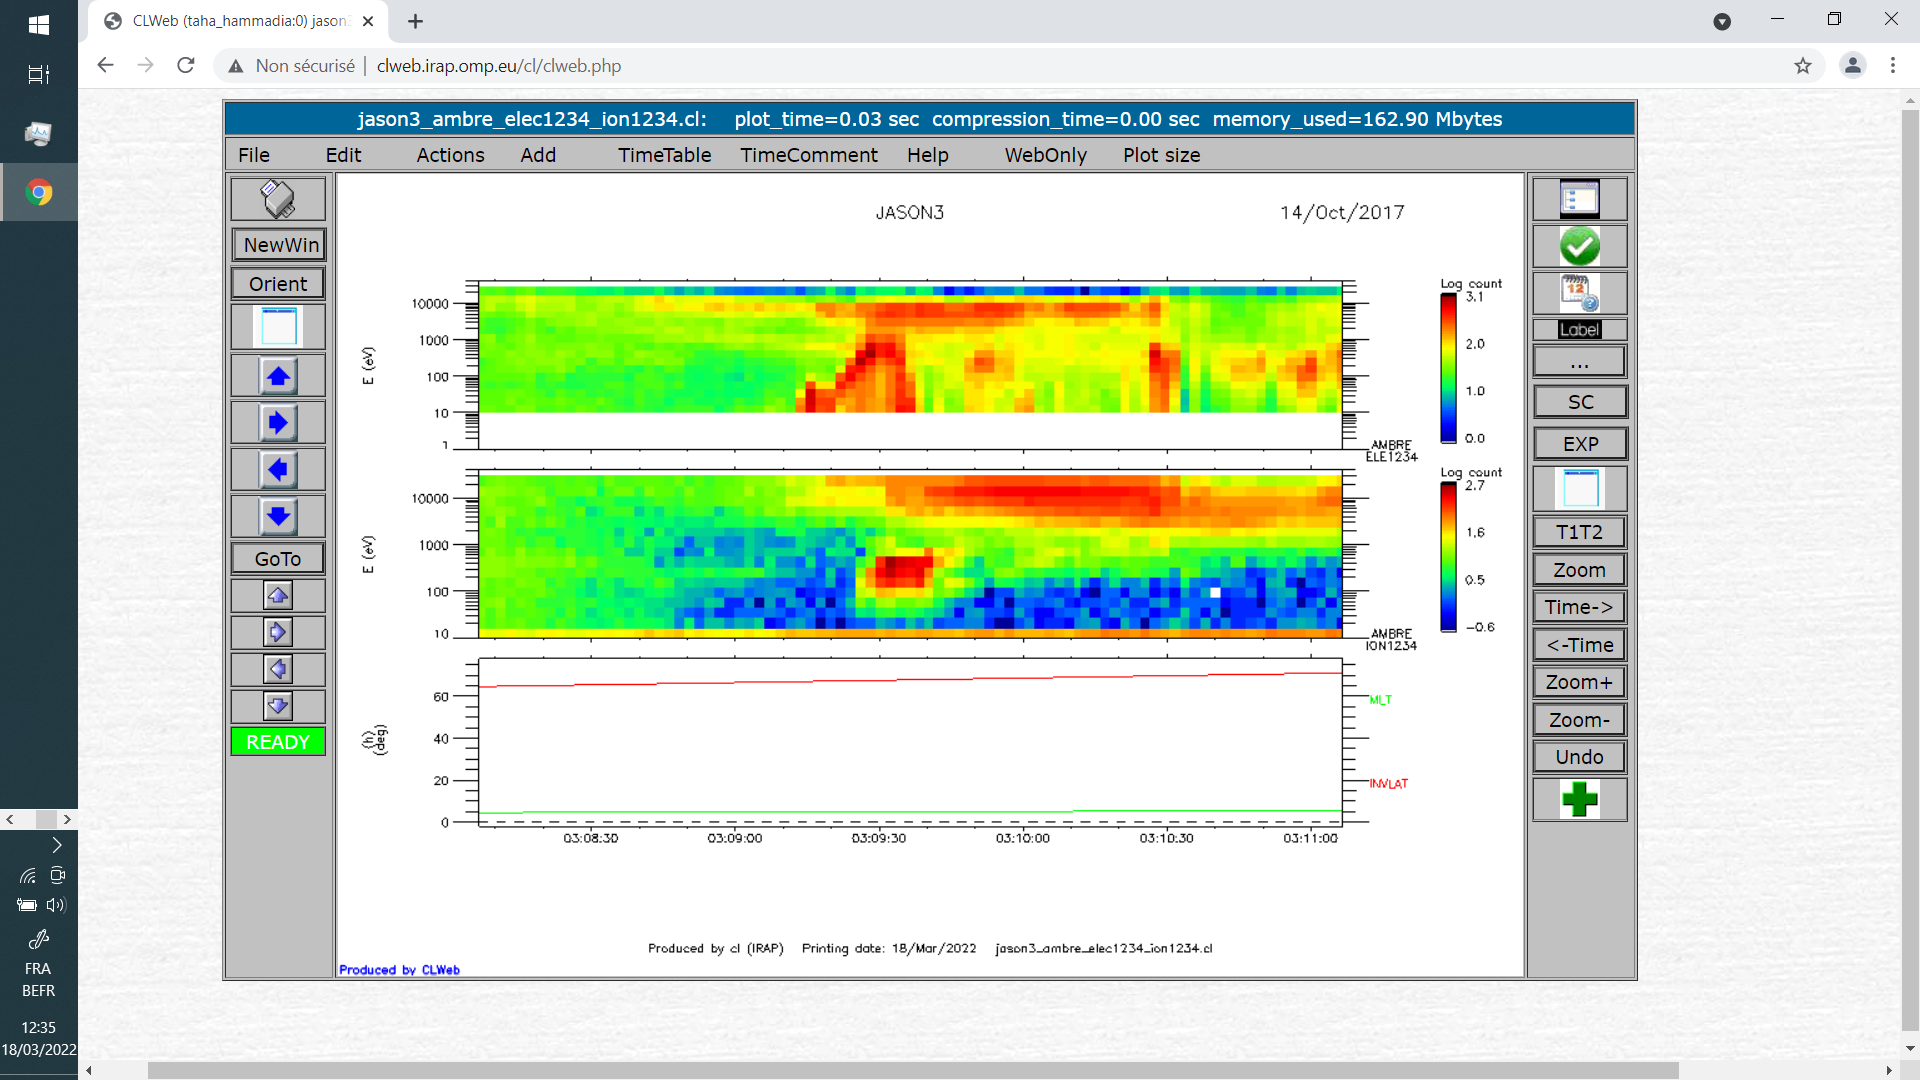 CLWeb (taha_hammadia:0) jason3
Non sécurisé | clweb.irap.omp.eu/cl/clweb.php
jason3_ambre_elec1234_ion1234.cl: plot_time=0.03 sec compression_time=0.00 sec memory_used=162.90 Mbytes
File Edit Actions Add TimeTable TimeComment Help WebOnly Plot size
NewWin
Orient
GoTo
READY
JASON3
14/Oct/2017
10000
1000
100
10
1
E (eV)
AMBRE
ELE1234
Log count
3.1
2.0
1.0
0.0
10000
1000
100
10
E (eV)
AMBRE
ION1234
Log count
2.7
1.6
0.5
-0.6
60
40
20
0
(h)
(deg)
MLT
INVLAT
03:08:30 03:09:00 03:09:30 03:10:00 03:10:30 03:11:00
Produced by cl (IRAP) Printing date: 18/Mar/2022 jason3_ambre_elec1234_ion1234.cl
Produced by CLWeb
12
Label
...
SC
EXP
T1T2
Zoom
Time->
<-Time
Zoom+
Zoom-
Undo
FRA
BEFR
12:35
18/03/2022